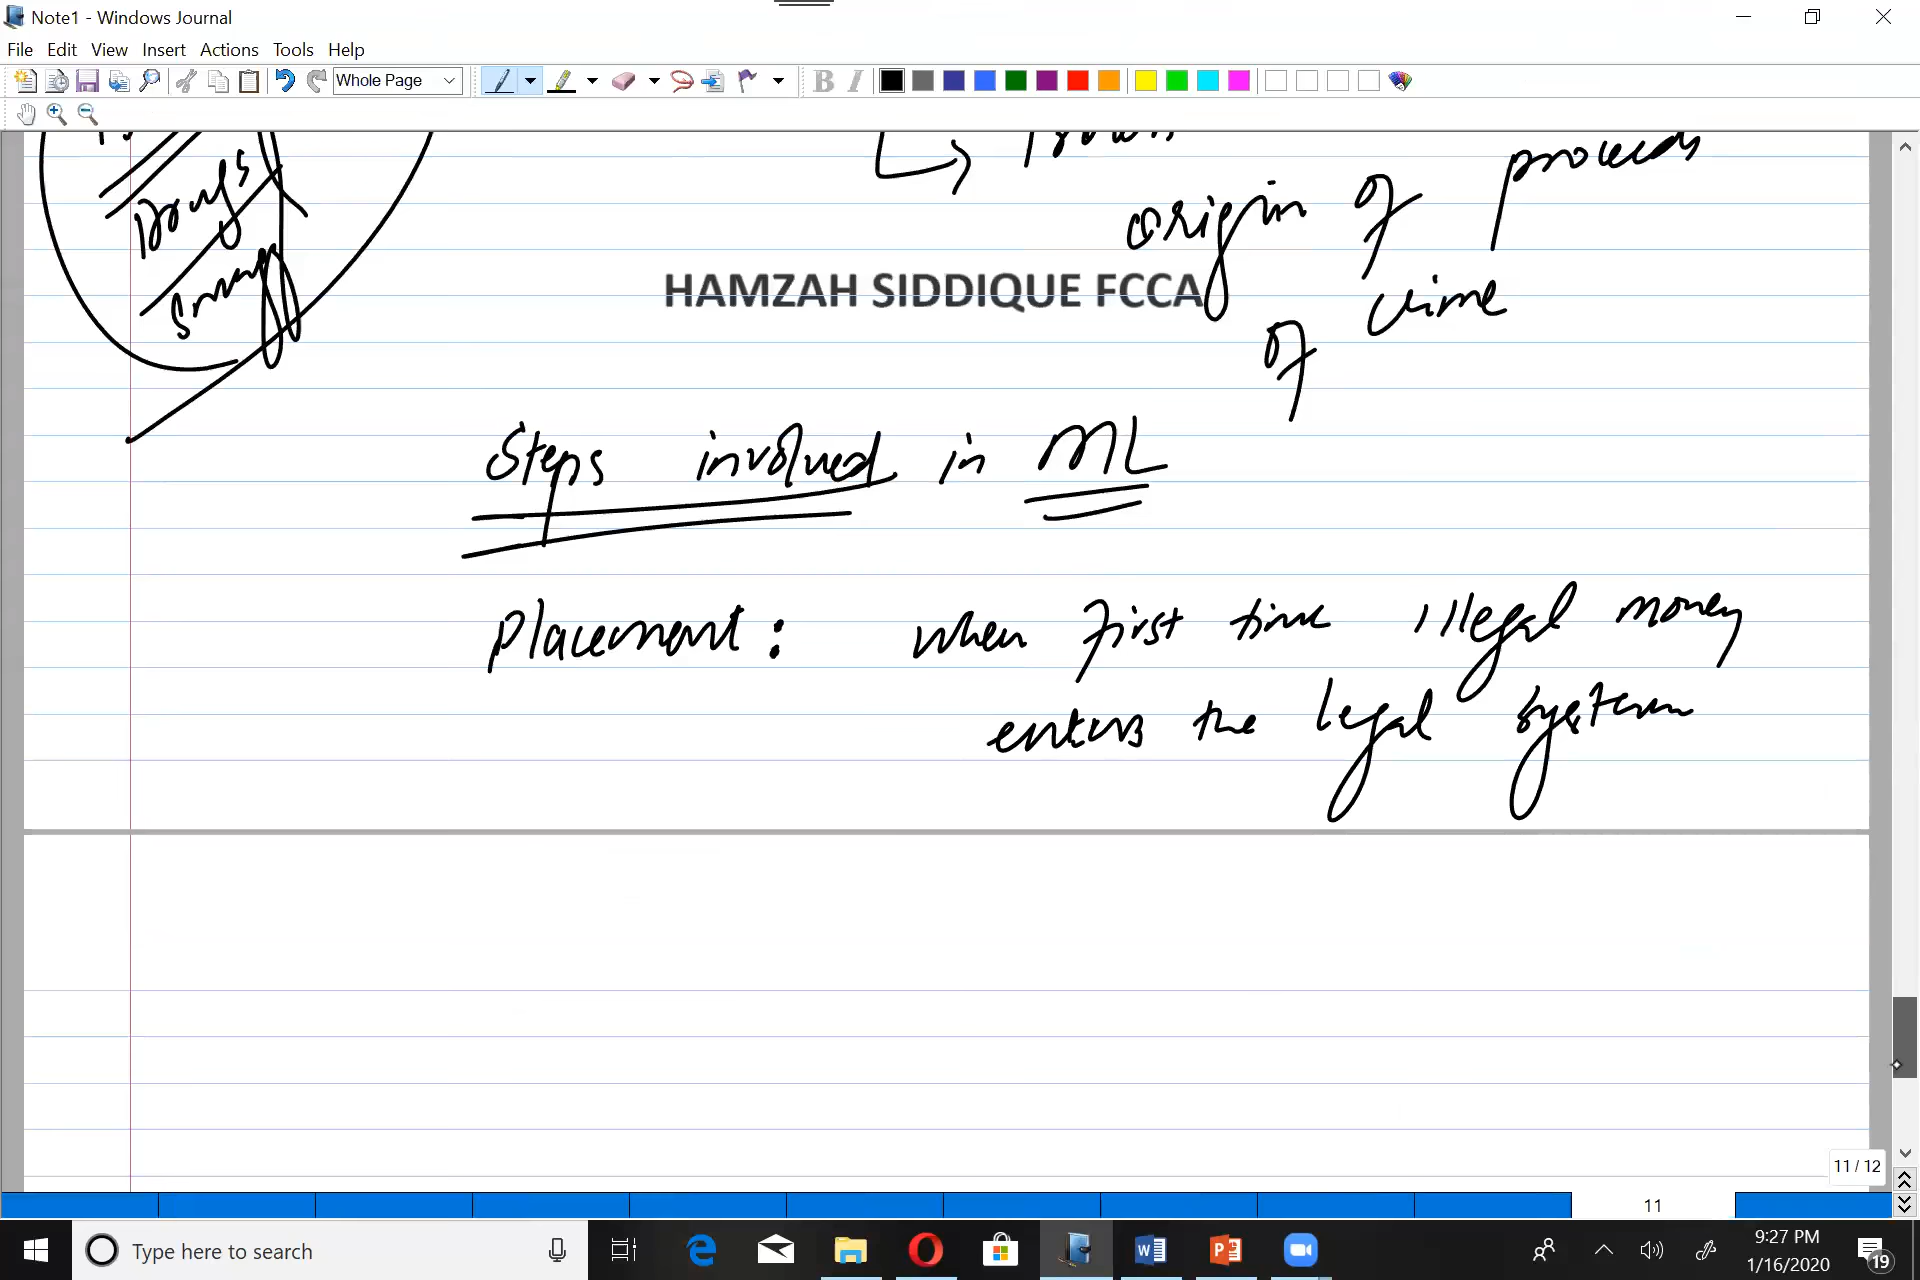 Note1 - Windows Journal
File Edit View Insert Actions Tools Help
Whole Page
B I
Drug's
proceeds
origin of
HAMZAH SIDDIQUE FCCA
crime
of
Steps involved in ML
Placement: when first time illegal money
enters the legal system
11 / 12
11
Type here to search
9:27 PM
1/16/2020
19